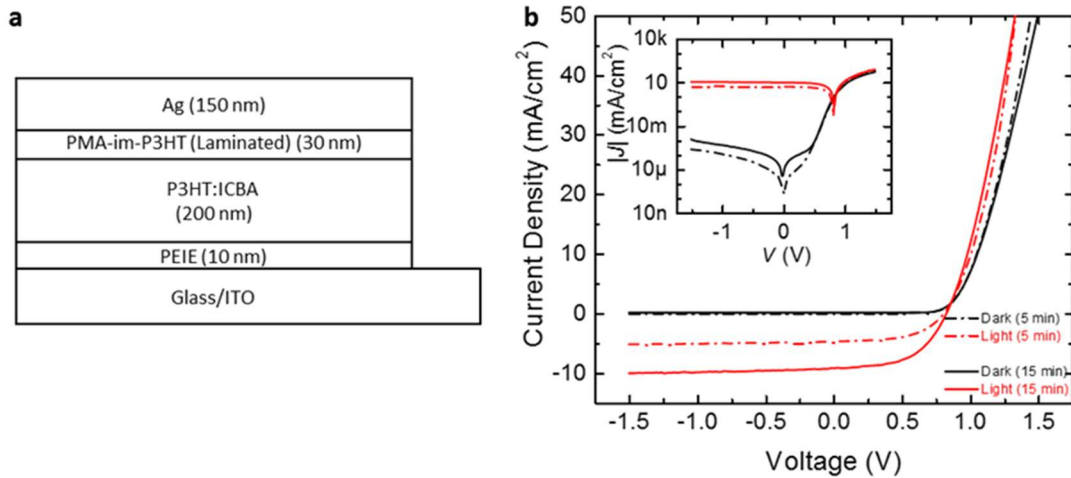 a
Ag (150 nm)
PMA-im-P3HT (Laminated) (30 nm)
P3HT:ICBA
(200 nm)
PEIE (10 nm)
Glass/ITO
b
Current Density (mA/cm²)
50
40
30
20
10
0
-10
-1.5
-1.0
-0.5
0.0
0.5
1.0
1.5
Voltage (V)
|J| (mA/cm²)
10k
10
10m
10µ
10n
-1
0
1
V (V)
Dark (5 min)
Light (5 min)
Dark (15 min)
Light (15 min)